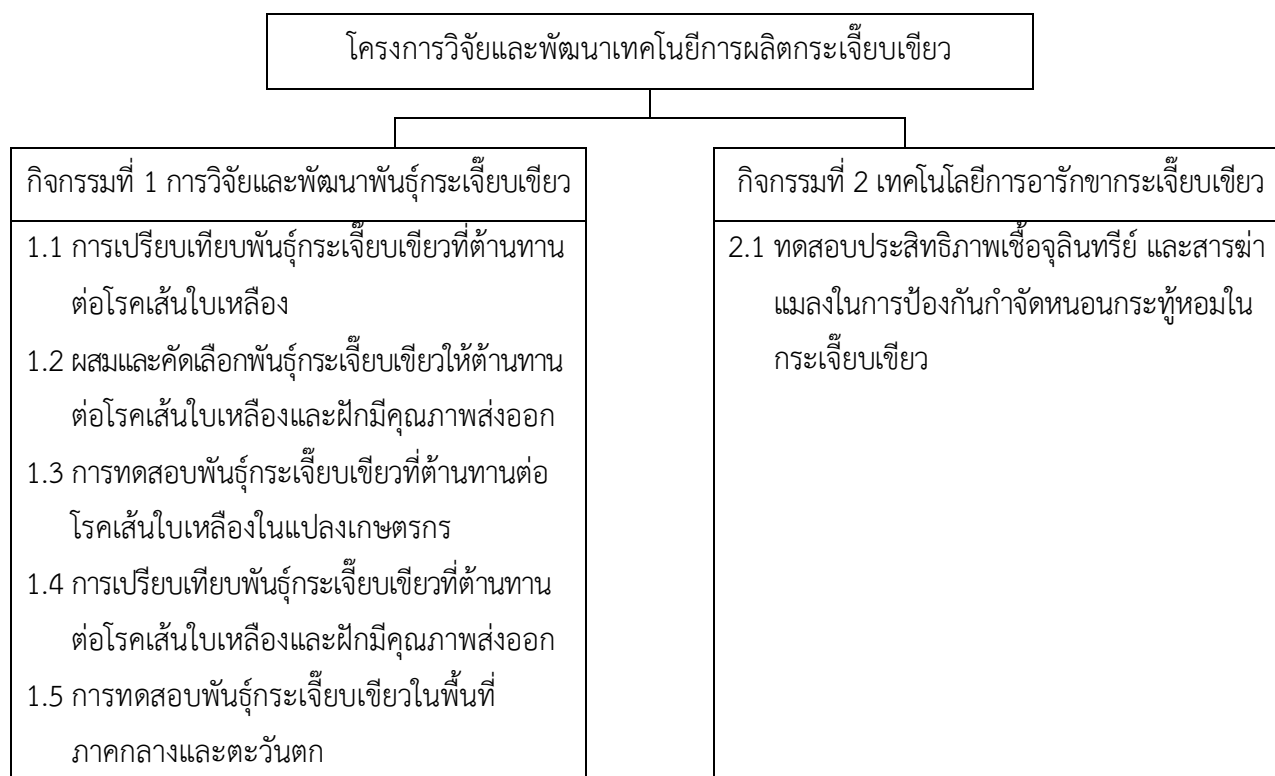 โครงการวิจัยและพัฒนาเทคโนยีการผลิตกระเจี๊ยบเขียว
กิจกรรมที่ 1 การวิจัยและพัฒนาพันธุ์กระเจี๊ยบเขียว
1.1 การเปรียบเทียบพันธุ์กระเจี๊ยบเขียวที่ต้านทาน
ต่อโรคเส้นใบเหลือง
1.2 ผสมและคัดเลือกพันธุ์กระเจี๊ยบเขียวให้ต้านทาน
ต่อโรคเส้นใบเหลืองและฝักมีคุณภาพส่งออก
1.3 การทดสอบพันธุ์กระเจี๊ยบเขียวที่ต้านทานต่อ
โรคเส้นใบเหลืองในแปลงเกษตรกร
1.4 การเปรียบเทียบพันธุ์กระเจี๊ยบเขียวที่ต้านทาน
ต่อโรคเส้นใบเหลืองและฝักมีคุณภาพส่งออก
1.5 การทดสอบพันธุ์กระเจี๊ยบเขียวในพื้นที่
ภาคกลางและตะวันตก
กิจกรรมที่ 2 เทคโนโลยีการอารักขากระเจี๊ยบเขียว
2.1 ทดสอบประสิทธิภาพเชื้อจุลินทรีย์ และสารฆ่า
แมลงในการป้องกันกำจัดหนอนกระทู้หอมใน
กระเจี๊ยบเขียว